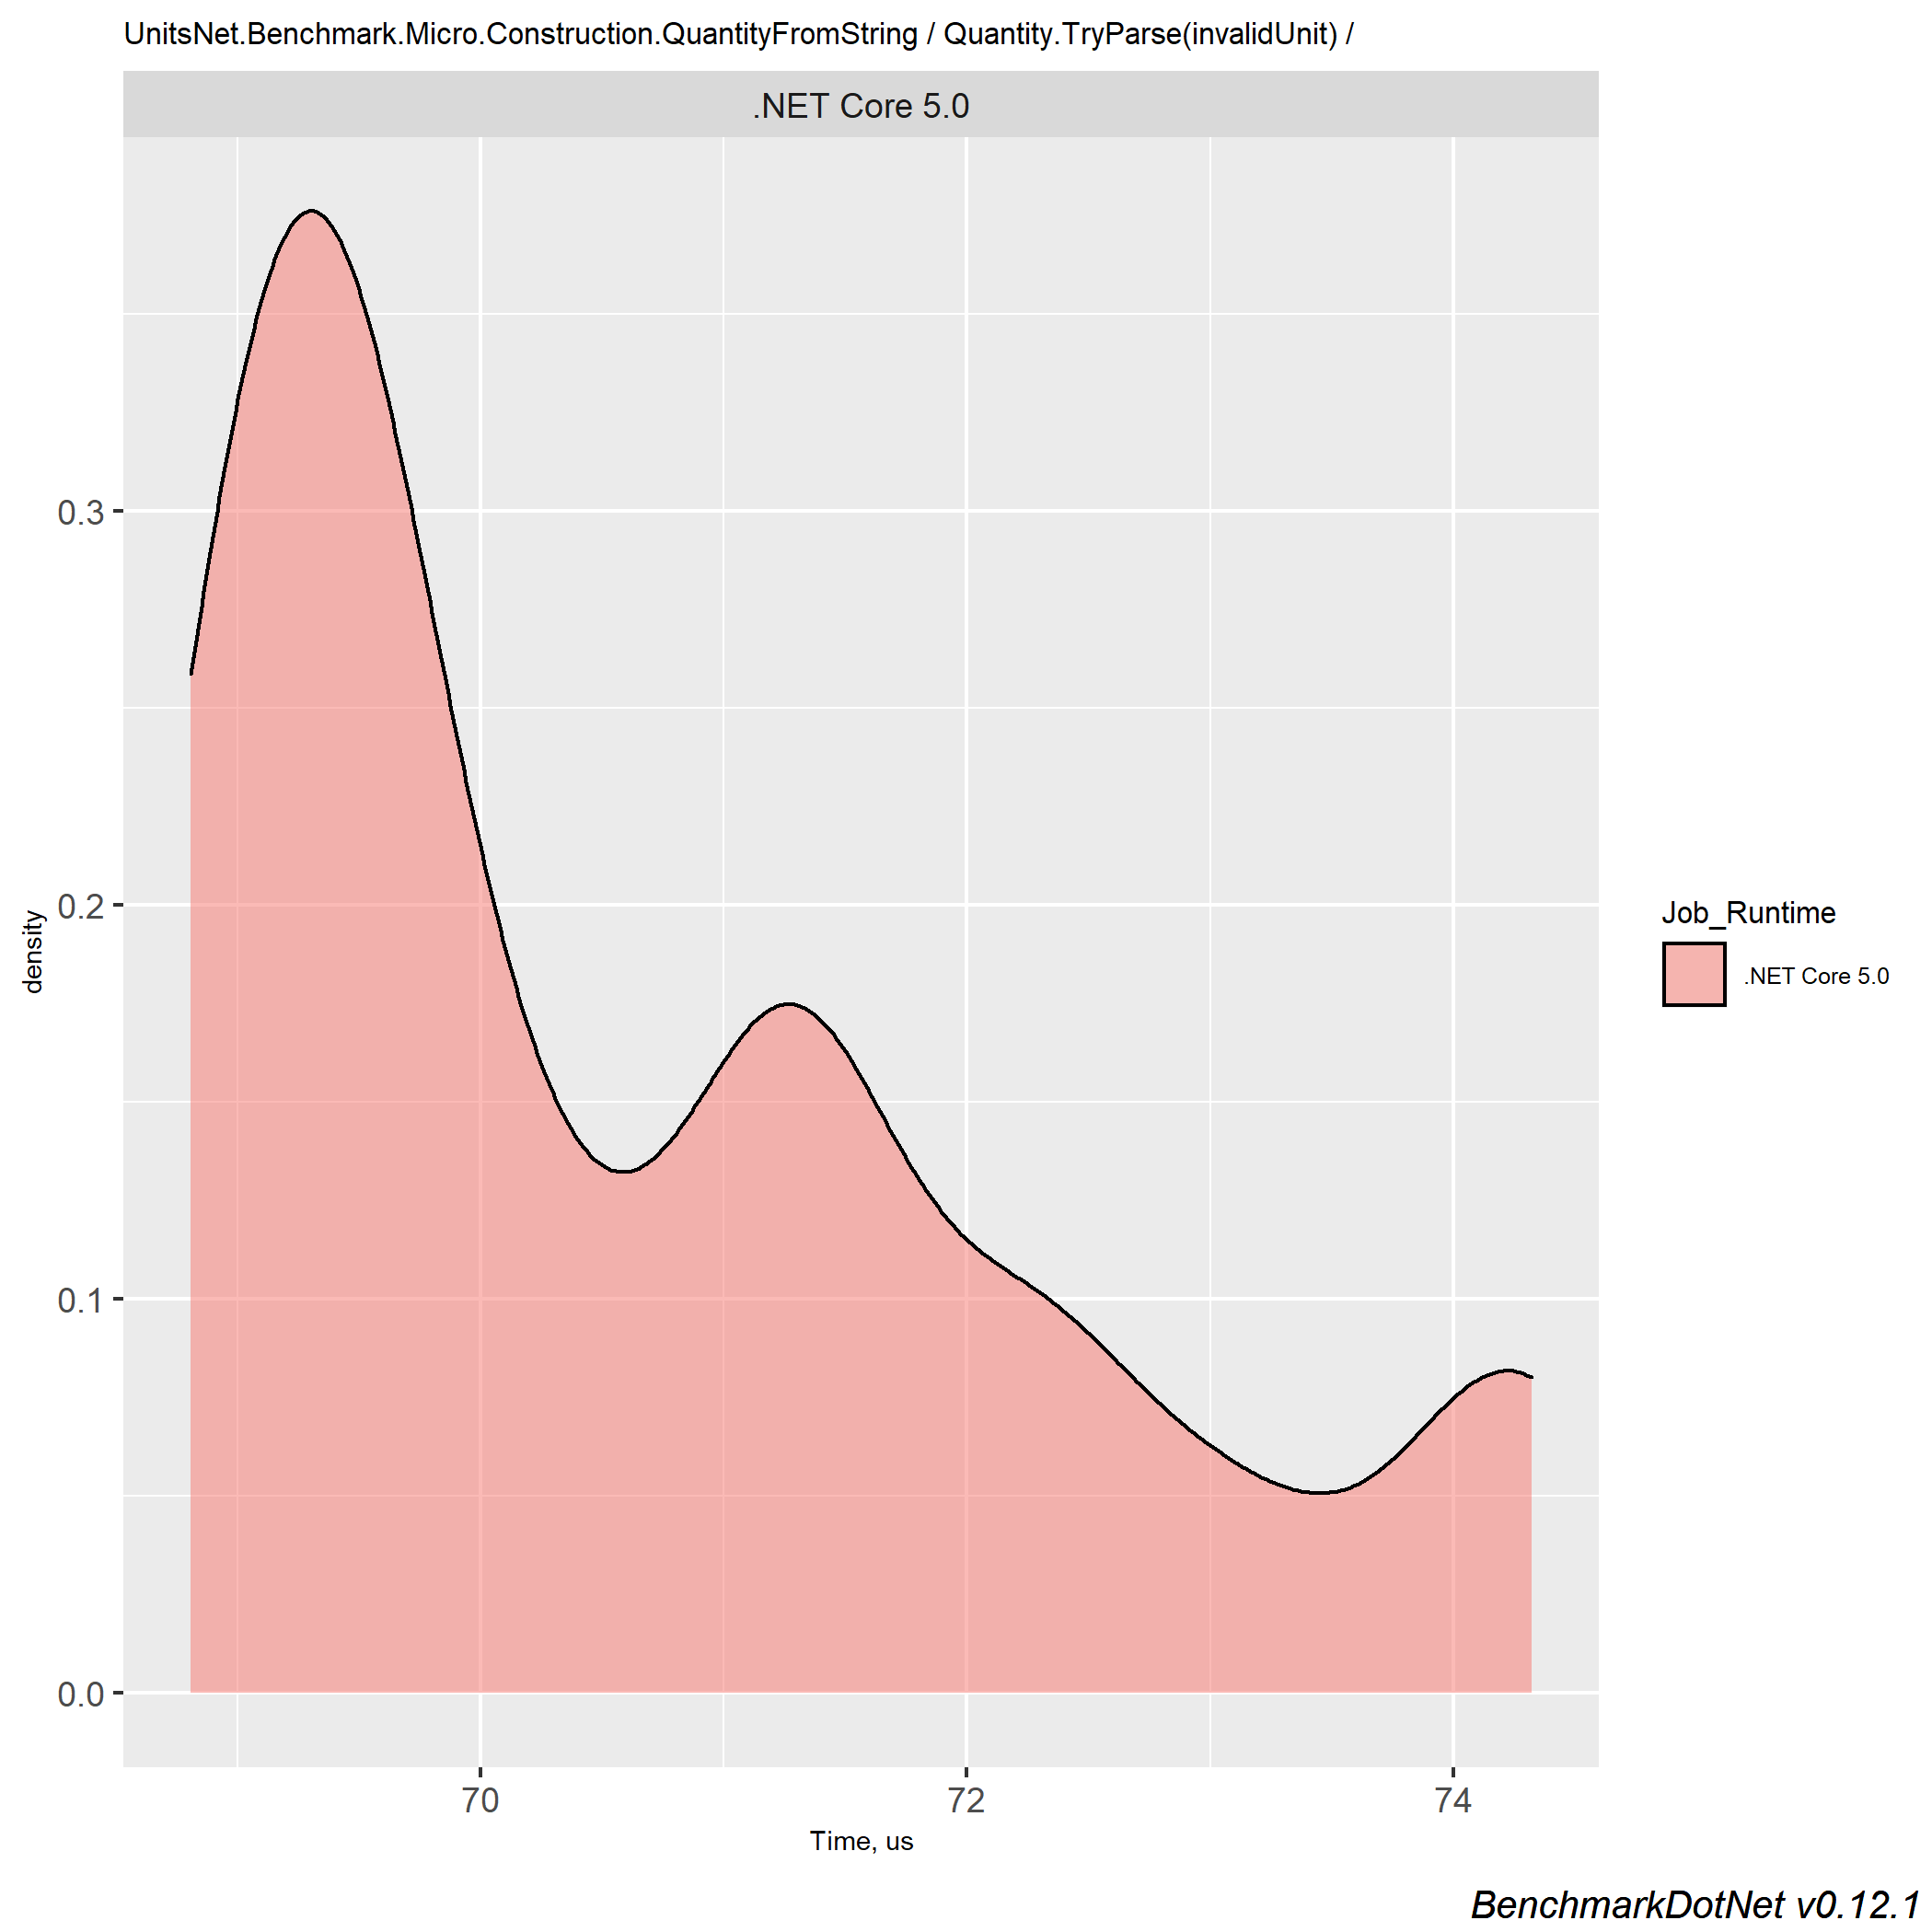 UnitsNet.Benchmark.Micro.Construction.QuantityFromString / Quantity.TryParse(invalidUnit) /
.NET Core 5.0
0.3
0.2
0.1
0.0
density
70 72 74
Time, us
Job_Runtime
.NET Core 5.0
BenchmarkDotNet v0.12.1